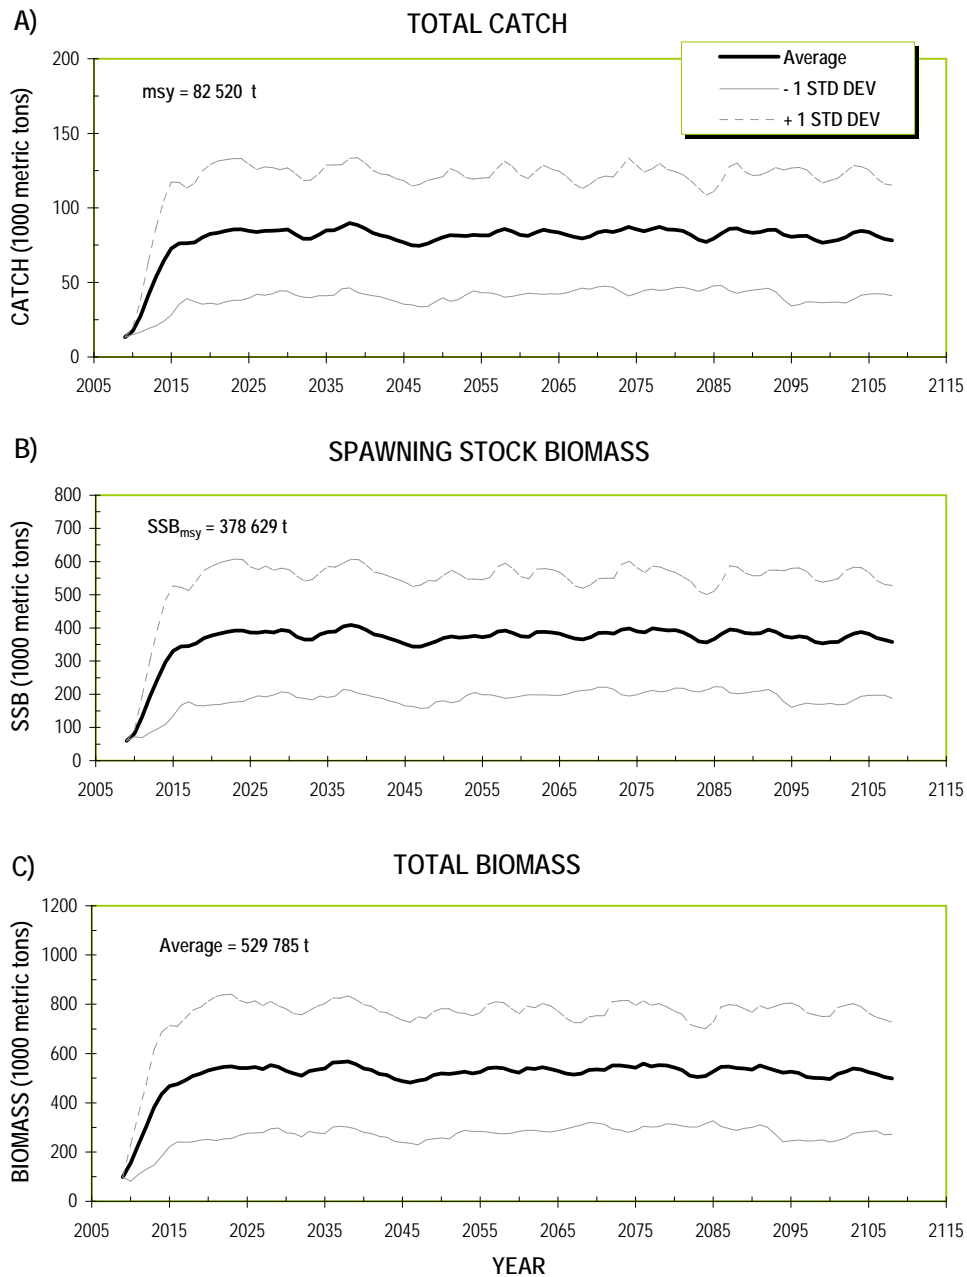 A)
TOTAL CATCH
Average
- 1 STD DEV
+ 1 STD DEV
msy = 82 520 t
CATCH (1000 metric tons)
200
150
100
50
0
2005 2015 2025 2035 2045 2055 2065 2075 2085 2095 2105 2115
B)
SPAWNING STOCK BIOMASS
SSBmsy = 378 629 t
SSB (1000 metric tons)
800
700
600
500
400
300
200
100
0
2005 2015 2025 2035 2045 2055 2065 2075 2085 2095 2105 2115
C)
TOTAL BIOMASS
Average = 529 785 t
BIOMASS (1000 metric tons)
1200
1000
800
600
400
200
0
2005 2015 2025 2035 2045 2055 2065 2075 2085 2095 2105 2115
YEAR